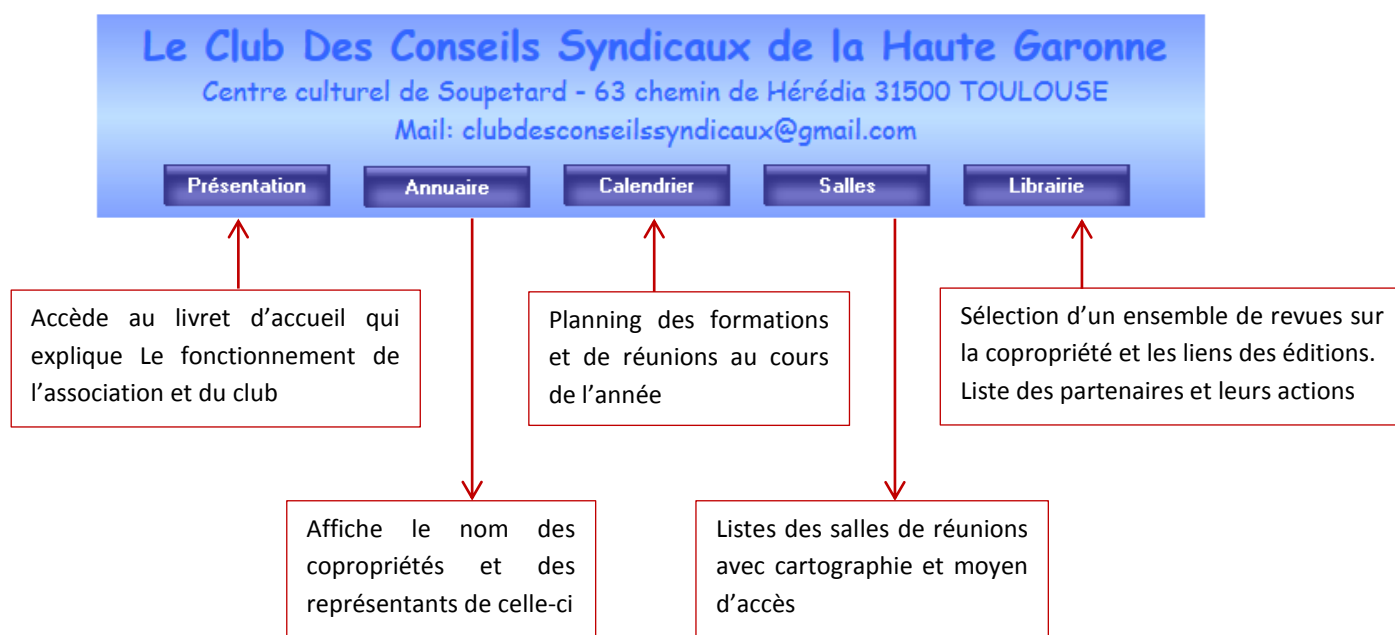 Le Club Des Conseils Syndicaux de la Haute Garonne
Centre culturel de Soupetard - 63 chemin de Hérédia 31500 TOULOUSE
Mail: clubdesconseilssyndicaux@gmail.com
Présentation
Annuaire
Calendrier
Salles
Librairie
Accède au livret d’accueil qui
explique Le fonctionnement de
l’association et du club
Planning des formations
et de réunions au cours
de l’année
Sélection d’un ensemble de revues sur
la copropriété et les liens des éditions.
Liste des partenaires et leurs actions
Affiche le nom des
copropriétés et des
représentants de celle-ci
Listes des salles de réunions
avec cartographie et moyen
d’accès